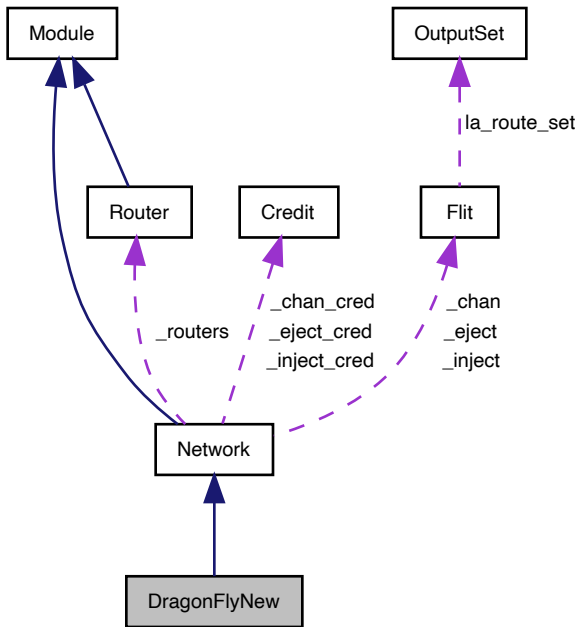 Module
OutputSet
la_route_set
Router
Credit
Flit
_routers
_chan_cred
_eject_cred
_inject_cred
_chan
_eject
_inject
Network
DragonFlyNew